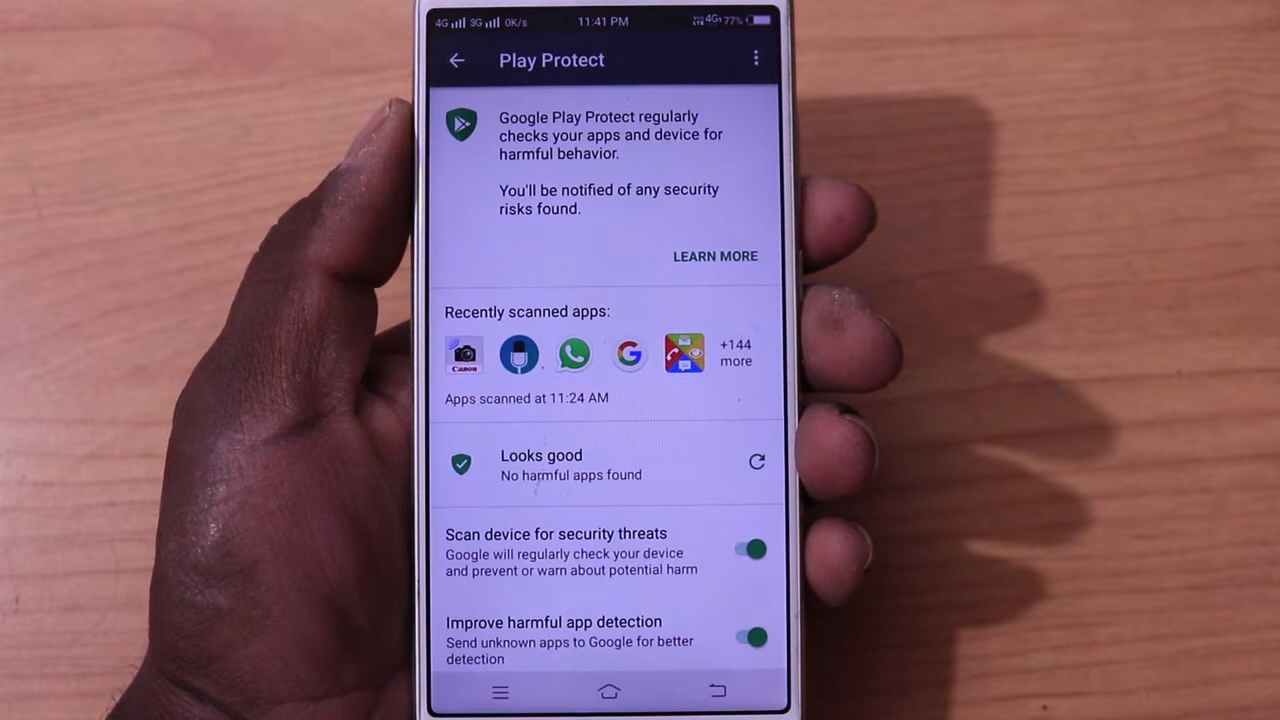 4G 3G 0K/s 11:41 PM 4G+ 77%
Play Protect
Google Play Protect regularly
checks your apps and device for
harmful behavior.
You'll be notified of any security
risks found.
LEARN MORE
Recently scanned apps:
Canon
G
+144
more
Apps scanned at 11:24 AM
Looks good
No harmful apps found
Scan device for security threats
Google will regularly check your device
and prevent or warn about potential harm
Improve harmful app detection
Send unknown apps to Google for better
detection